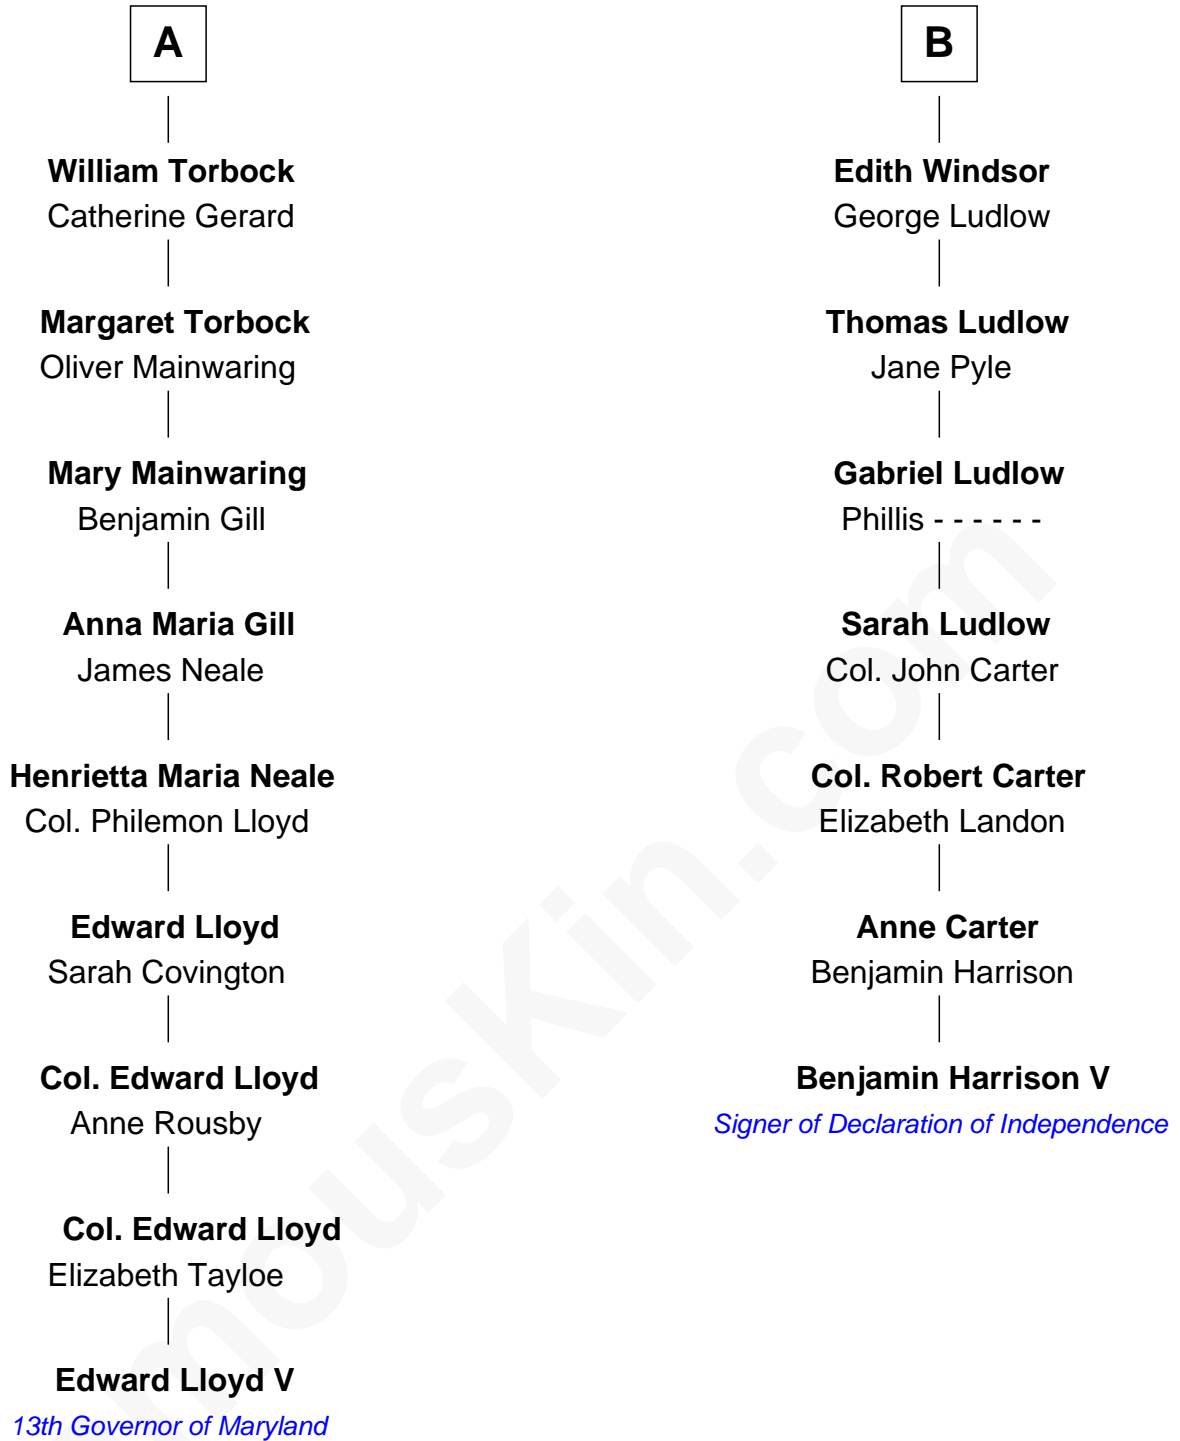 A
William Torbock
Catherine Gerard
Margaret Torbock
Oliver Mainwaring
Mary Mainwaring
Benjamin Gill
Anna Maria Gill
James Neale
Henrietta Maria Neale
Col. Philemon Lloyd
Edward Lloyd
Sarah Covington
Col. Edward Lloyd
Anne Rousby
Col. Edward Lloyd
Elizabeth Tayloe
Edward Lloyd V
13th Governor of Maryland
B
Edith Windsor
George Ludlow
Thomas Ludlow
Jane Pyle
Gabriel Ludlow
Phillis - - - - - -
Sarah Ludlow
Col. John Carter
Col. Robert Carter
Elizabeth Landon
Anne Carter
Benjamin Harrison
Benjamin Harrison V
Signer of Declaration of Independence
mousKin.com